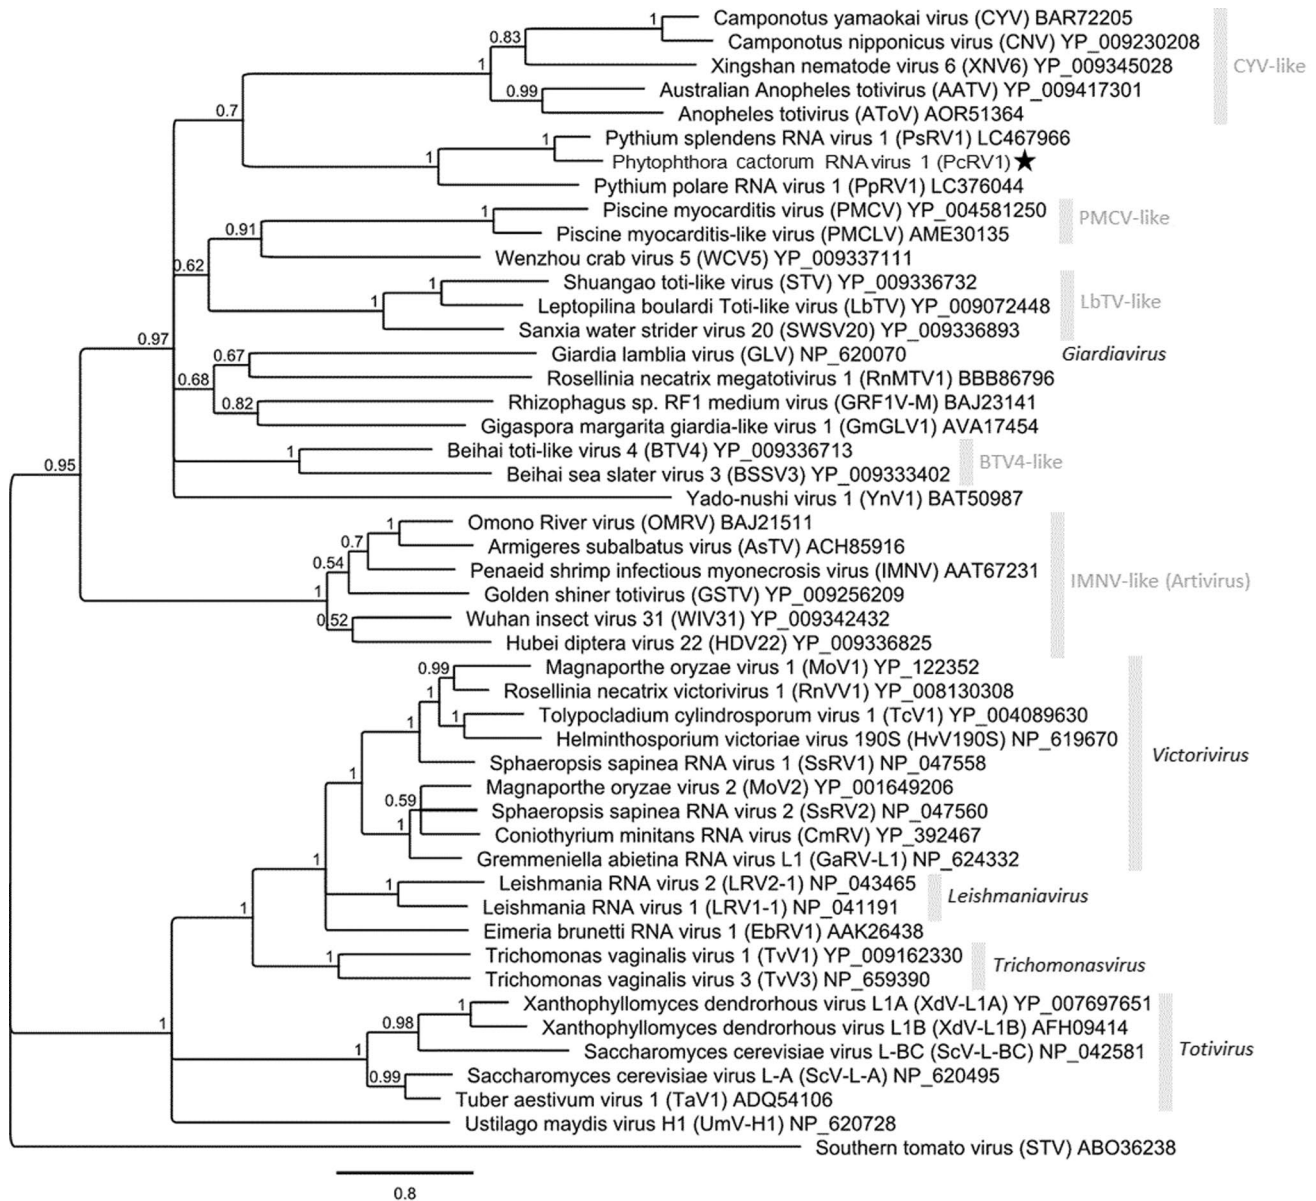 1
Camponotus yamaokai virus (CYV) BAR72205
0.83
Camponotus nipponicus virus (CNV) YP_009230208
1
Xingshan nematode virus 6 (XNV6) YP_009345028
CYV-like
0.99
Australian Anopheles totivirus (AATV) YP_009417301
0.7
Anopheles totivirus (AToV) AOR51364
1
Pythium splendens RNA virus 1 (PsRV1) LC467966
1
Phytophthora cactorum RNA virus 1 (PcRV1)
Pythium polare RNA virus 1 (PpRV1) LC376044
1
Piscine myocarditis virus (PMCV) YP_004581250
PMCV-like
0.91
Piscine myocarditis-like virus (PMCLV) AME30135
Wenzhou crab virus 5 (WCV5) YP_009337111
0.62
1
Shuangao toti-like virus (STV) YP_009336732
1
Leptopilina boulardi Toti-like virus (LbTV) YP_009072448
LbTV-like
Sanxia water strider virus 20 (SWSV20) YP_009336893
0.97
0.67
Giardia lamblia virus (GLV) NP_620070
Giardiavirus
0.68
Rosellinia necatrix megatotivirus 1 (RnMTV1) BBB86796
0.82
Rhizophagus sp. RF1 medium virus (GRF1V-M) BAJ23141
Gigaspora margarita giardia-like virus 1 (GmGLV1) AVA17454
1
Beihai toti-like virus 4 (BTV4) YP_009336713
BTV4-like
0.95
Beihai sea slater virus 3 (BSSV3) YP_009333402
Yado-nushi virus 1 (YnV1) BAT50987
1
Omono River virus (OMRV) BAJ21511
0.7
Armigeres subalbatus virus (AsTV) ACH85916
0.54
Penaeid shrimp infectious myonecrosis virus (IMNV) AAT67231
IMNV-like (Artivirus)
1
Golden shiner totivirus (GSTV) YP_009256209
0.52
Wuhan insect virus 31 (WIV31) YP_009342432
Hubei diptera virus 22 (HDV22) YP_009336825
0.99
Magnaporthe oryzae virus 1 (MoV1) YP_122352
1
Rosellinia necatrix victorivirus 1 (RnVV1) YP_008130308
1
1
Tolypocladium cylindrosporum virus 1 (TcV1) YP_004089630
Helminthosporium victoriae virus 190S (HvV190S) NP_619670
Victorivirus
Sphaeropsis sapinea RNA virus 1 (SsRV1) NP_047558
1
Magnaporthe oryzae virus 2 (MoV2) YP_001649206
0.59
Sphaeropsis sapinea RNA virus 2 (SsRV2) NP_047560
1
Coniothyrium minitans RNA virus (CmRV) YP_392467
1
Gremmeniella abietina RNA virus L1 (GaRV-L1) NP_624332
1
Leishmania RNA virus 2 (LRV2-1) NP_043465
Leishmaniavirus
1
Leishmania RNA virus 1 (LRV1-1) NP_041191
Eimeria brunetti RNA virus 1 (EbRV1) AAK26438
1
Trichomonas vaginalis virus 1 (TvV1) YP_009162330
Trichomonasvirus
Trichomonas vaginalis virus 3 (TvV3) NP_659390
1
Xanthophyllomyces dendrorhous virus L1A (XdV-L1A) YP_007697651
1
0.98
Xanthophyllomyces dendrorhous virus L1B (XdV-L1B) AFH09414
1
Saccharomyces cerevisiae virus L-BC (ScV-L-BC) NP_042581
Totivirus
0.99
Saccharomyces cerevisiae virus L-A (ScV-L-A) NP_620495
Tuber aestivum virus 1 (TaV1) ADQ54106
Ustilago maydis virus H1 (UmV-H1) NP_620728
Southern tomato virus (STV) ABO36238
0.8